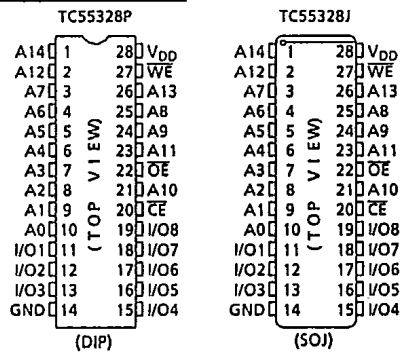 TC55328P
A14 1 28 VDD
A12 2 27 W̅E̅
A7 3 26 A13
A6 4 25 A8
A5 5 24 A9
A4 6 23 A11
A3 7 22 O̅E̅
A2 8 21 A10
A1 9 20 C̅E̅
A0 10 19 I/O8
I/O1 11 18 I/O7
I/O2 12 17 I/O6
I/O3 13 16 I/O5
GND 14 15 I/O4
(TOP VIEW)
(DIP)
TC55328J
A14 1 28 VDD
A12 2 27 W̅E̅
A7 3 26 A13
A6 4 25 A8
A5 5 24 A9
A4 6 23 A11
A3 7 22 O̅E̅
A2 8 21 A10
A1 9 20 C̅E̅
A0 10 19 I/O8
I/O1 11 18 I/O7
I/O2 12 17 I/O6
I/O3 13 16 I/O5
GND 14 15 I/O4
(TOP VIEW)
(SOJ)